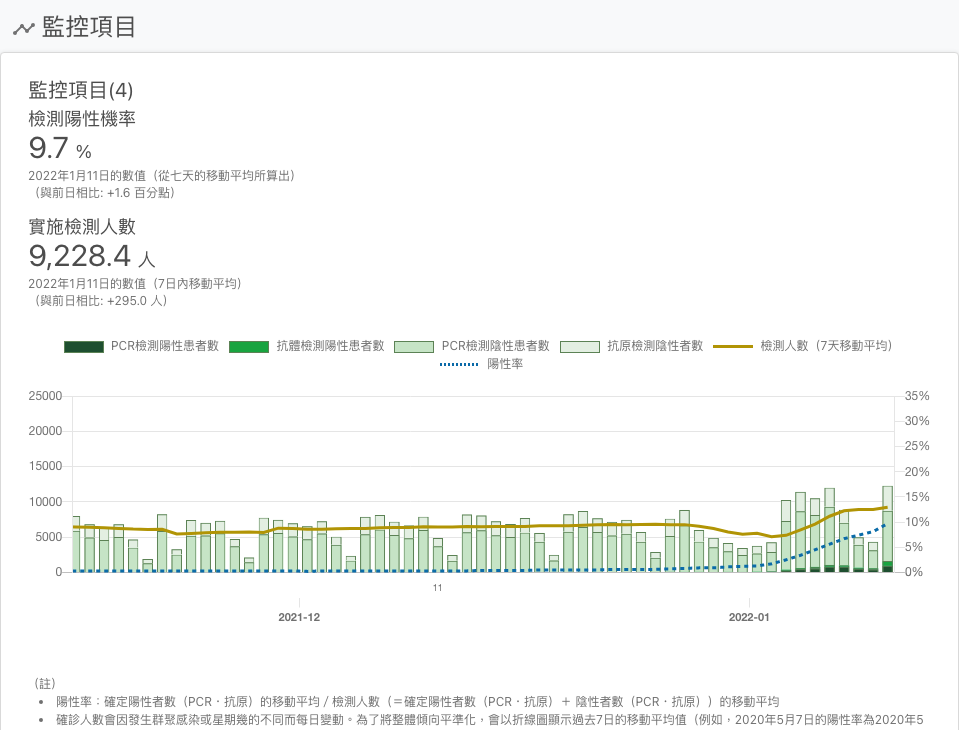 監控項目
監控項目(4)
檢測陽性機率
9.7 %
2022年1月11日的數值（從七天的移動平均所算出）
（與前日相比: +1.6 百分點）
實施檢測人數
9,228.4 人
2022年1月11日的數值（7日內移動平均）
（與前日相比: +295.0 人）
PCR檢測陽性患者數 抗體檢測陽性患者數 PCR檢測陰性患者數 抗原檢測陰性者數 檢測人數（7天移動平均）
陽性率
25000 35%
30%
20000
25%
15000 20%
15%
10000
10%
5000
5%
0 0%
11
2021-12 2022-01
（註）
• 陽性率：確定陽性者數（PCR・抗原）的移動平均 / 檢測人數（＝確定陽性者數（PCR・抗原）＋ 陰性者數（PCR・抗原））的移動平均
• 確診人數會因發生群聚感染或星期幾的不同而每日變動。為了將整體傾向平準化，會以折線圖顯示過去7日的移動平均值（例如，2020年5月7日的陽性率為2020年5